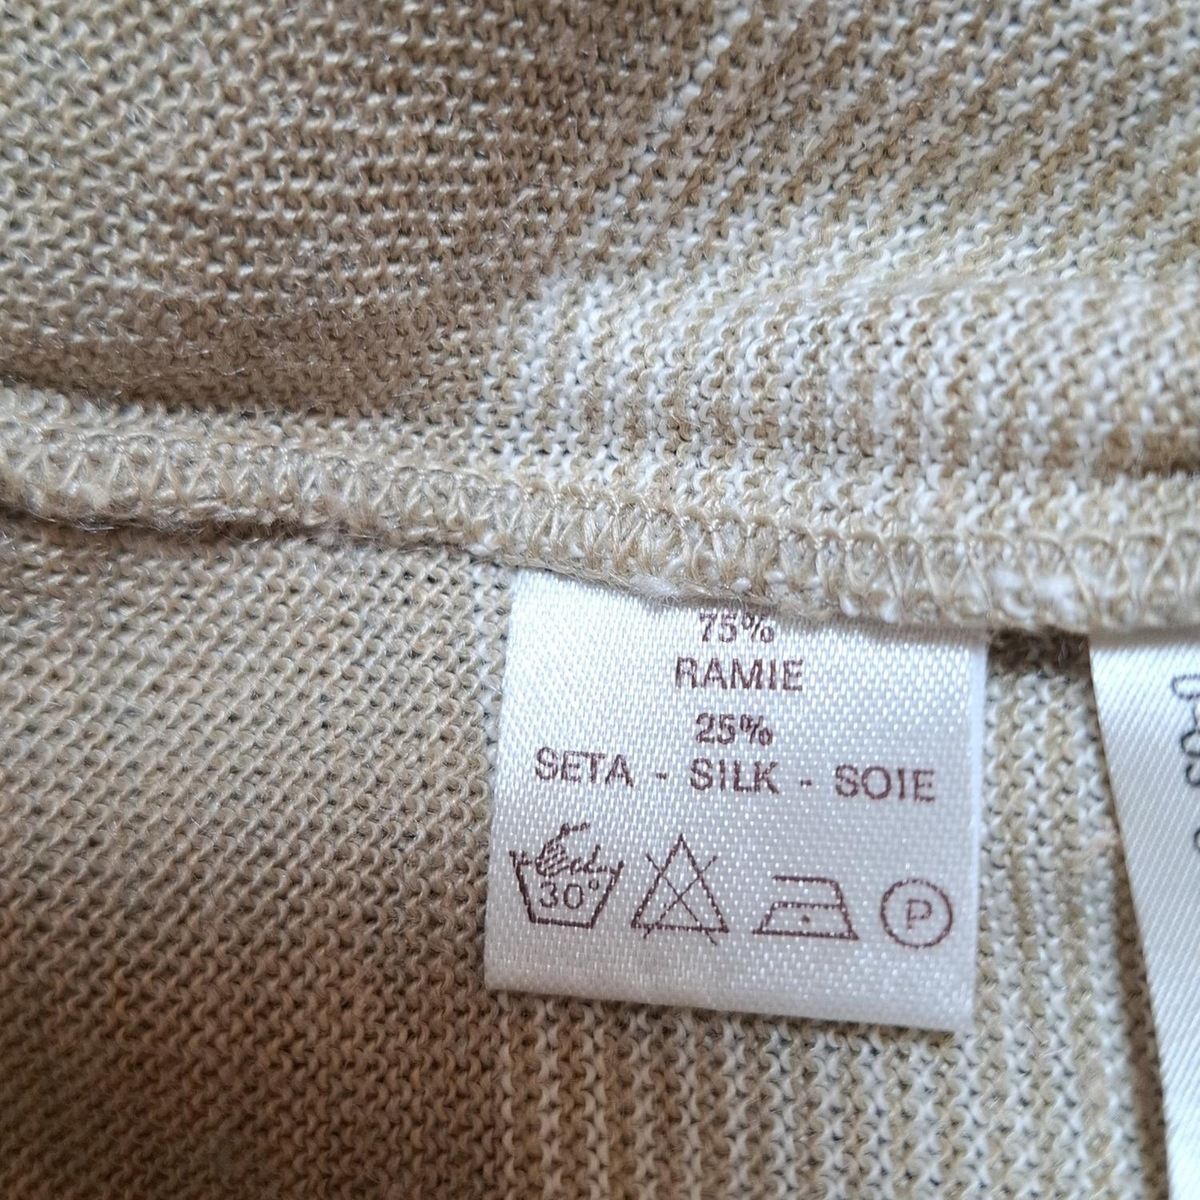 75%
RAMIE
25%
SETA - SILK - SOIE
30°
P